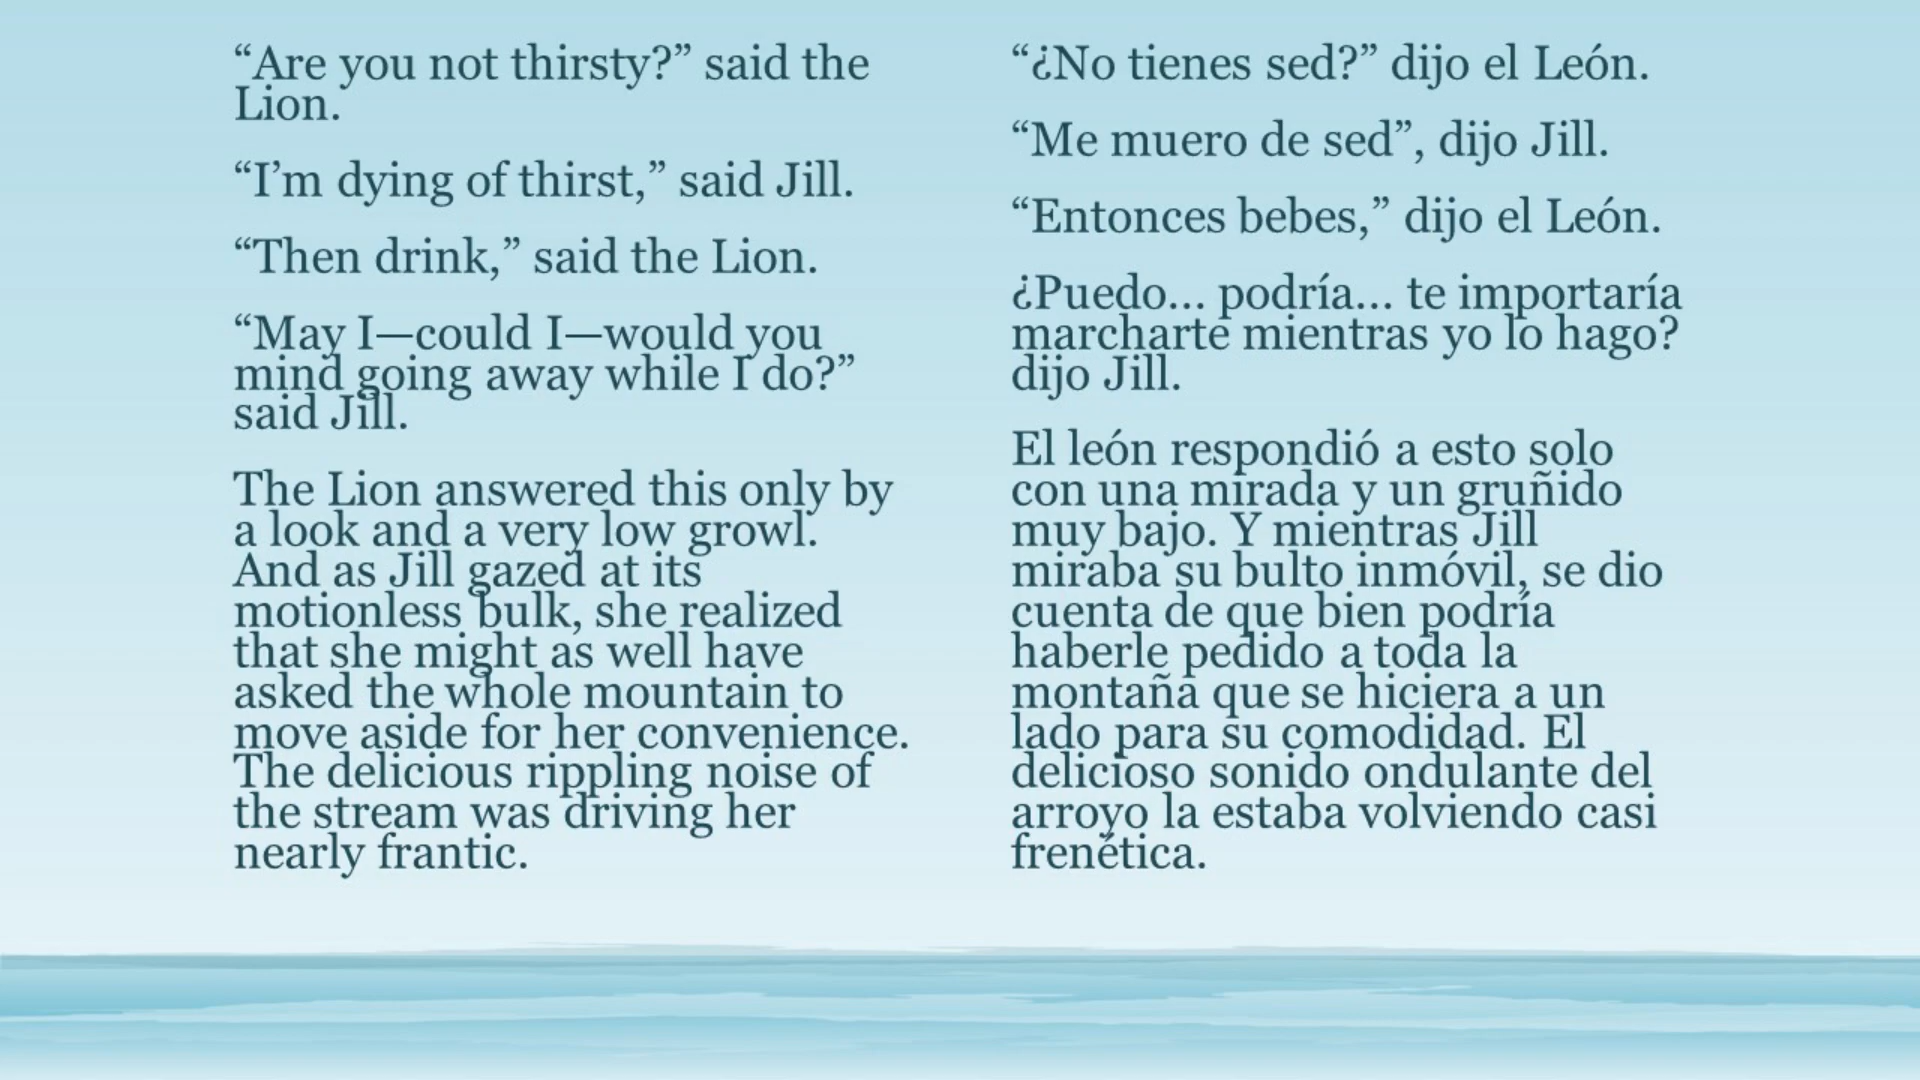 “Are you not thirsty?” said the
Lion.
“I’m dying of thirst,” said Jill.
“Then drink,” said the Lion.
“May I—could I—would you
mind going away while I do?”
said Jill.
The Lion answered this only by
a look and a very low growl.
And as Jill gazed at its
motionless bulk, she realized
that she might as well have
asked the whole mountain to
move aside for her convenience.
The delicious rippling noise of
the stream was driving her
nearly frantic.
“¿No tienes sed?” dijo el León.
“Me muero de sed”, dijo Jill.
“Entonces bebes,” dijo el León.
¿Puedo... podría... te importaría
marcharte mientras yo lo hago?
dijo Jill.
El león respondió a esto solo
con una mirada y un gruñido
muy bajo. Y mientras Jill
miraba su bulto inmóvil, se dio
cuenta de que bien podría
haberle pedido a toda la
montaña que se hiciera a un
lado para su comodidad. El
delicioso sonido ondulante del
arroyo la estaba volviendo casi
frenética.